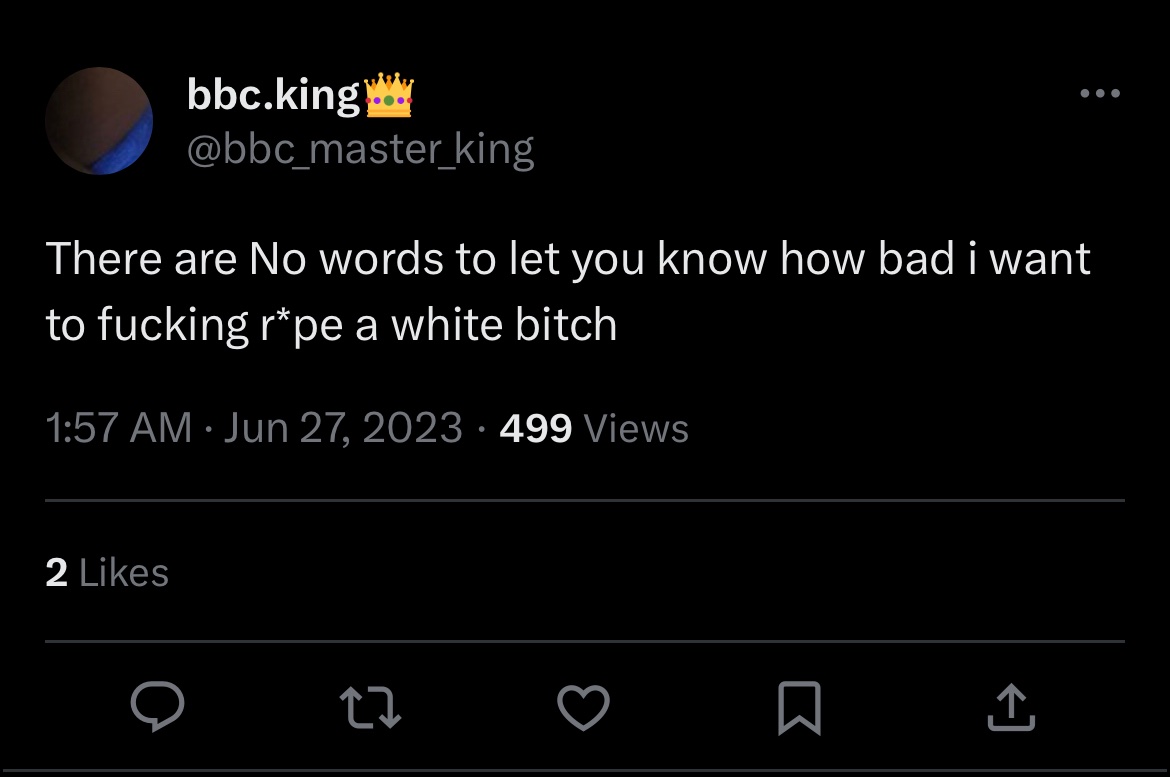 bbc.king👑
@bbc_master_king
There are No words to let you know how bad i want
to fucking r*pe a white bitch
1:57 AM · Jun 27, 2023 · 499 Views
2 Likes